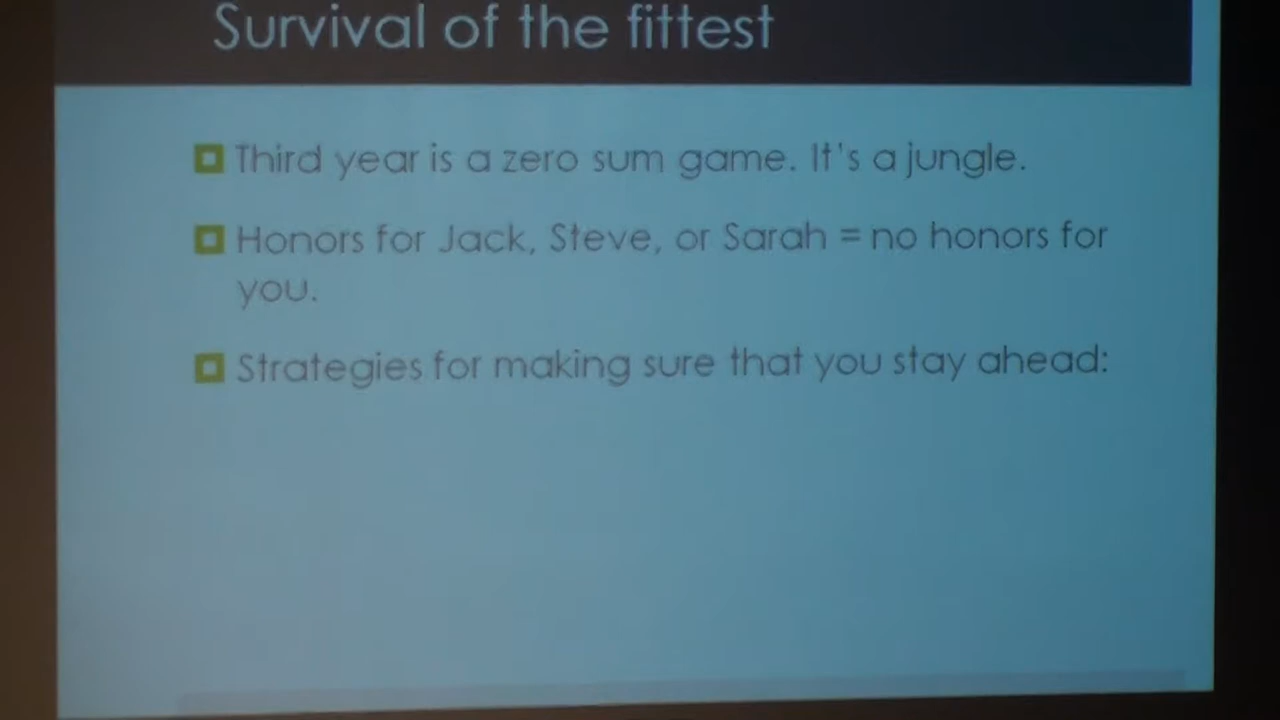 Survival of the fittest
Third year is a zero sum game. It's a jungle.
Honors for Jack, Steve, or Sarah = no honors for
you.
Strategies for making sure that you stay ahead: